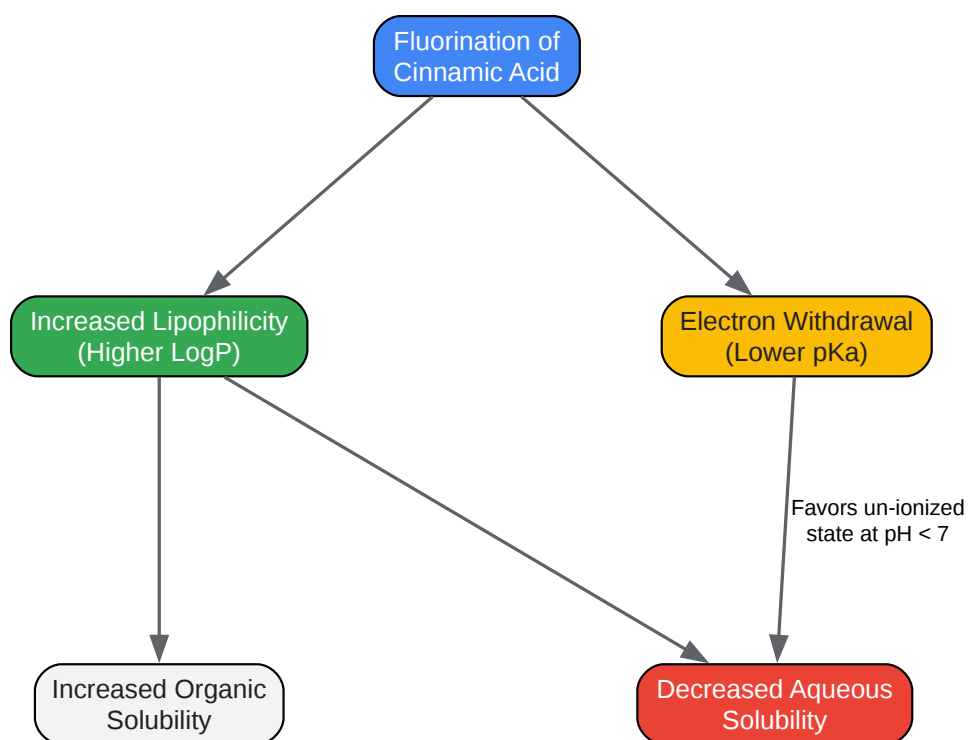 Fluorination of
Cinnamic Acid
Increased Lipophilicity
(Higher LogP)
Electron Withdrawal
(Lower pKa)
Favors un-ionized
state at pH < 7
Increased Organic
Solubility
Decreased Aqueous
Solubility